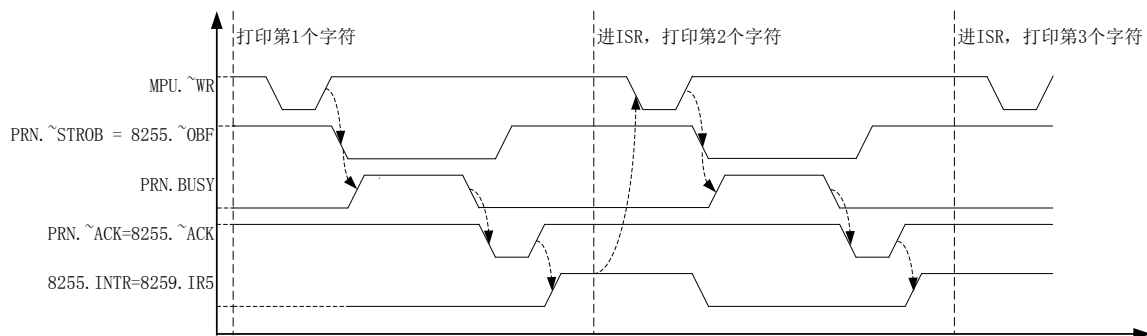 打印第1个字符
进ISR，打印第2个字符
进ISR，打印第3个字符
MPU.~WR
PRN.~STROB = 8255.~OBF
PRN.BUSY
PRN.~ACK=8255.~ACK
8255.INTR=8259.IR5